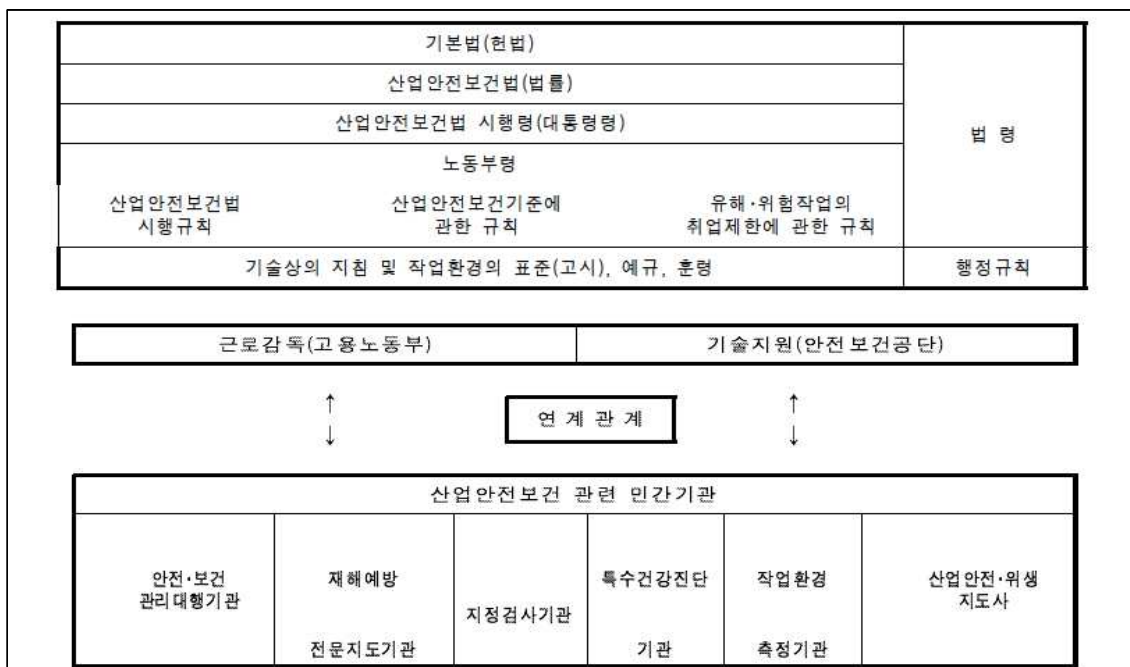 기본법(헌법)
산업안전보건법(법률)
산업안전보건법 시행령(대통령령)
법 령
노동부령
산업안전보건법 산업안전보건기준에 유해·위험작업의
시행규칙 관한 규칙 취업제한에 관한 규칙
기술상의 지침 및 작업환경의 표준(고시), 예규, 훈령 행정규칙
근로감독(고용노동부) 기술지원(안전보건공단)
↑ ↑
연 계 관 계
↓ ↓
산업안전보건 관련 민간기관
안전·보건 재해예방 특수건강진단 작업환경 산업안전·위생
관리대행기관 지도사
지정검사기관
전문지도기관 기관 측정기관